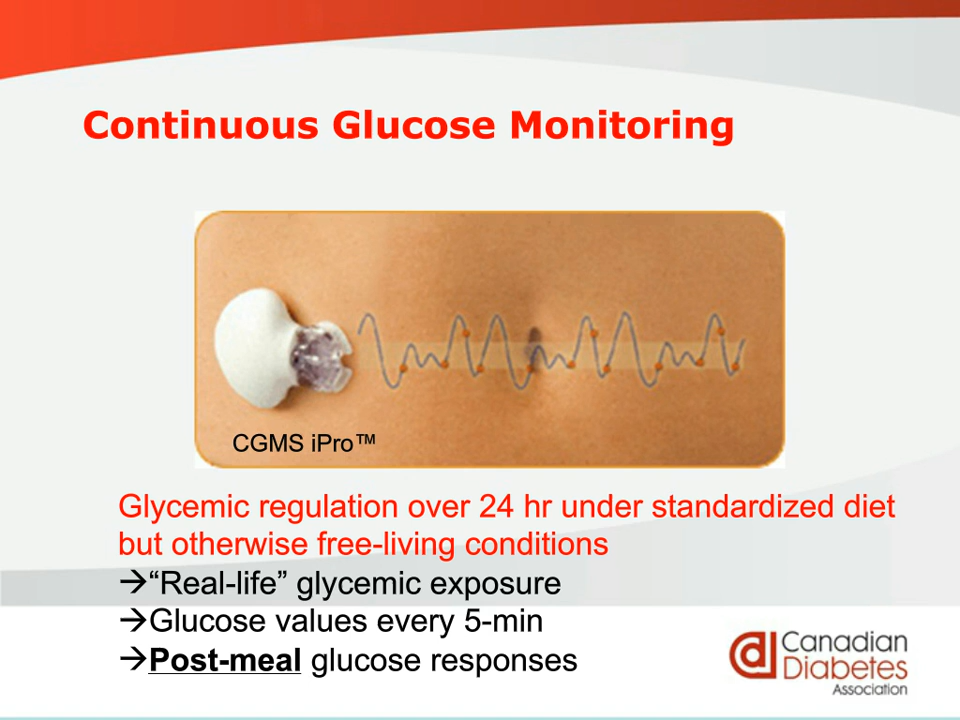 Continuous Glucose Monitoring
CGMS iPro™
Glycemic regulation over 24 hr under standardized diet
but otherwise free-living conditions
→“Real-life” glycemic exposure
→Glucose values every 5-min
→Post-meal glucose responses
Canadian
Diabetes
Association